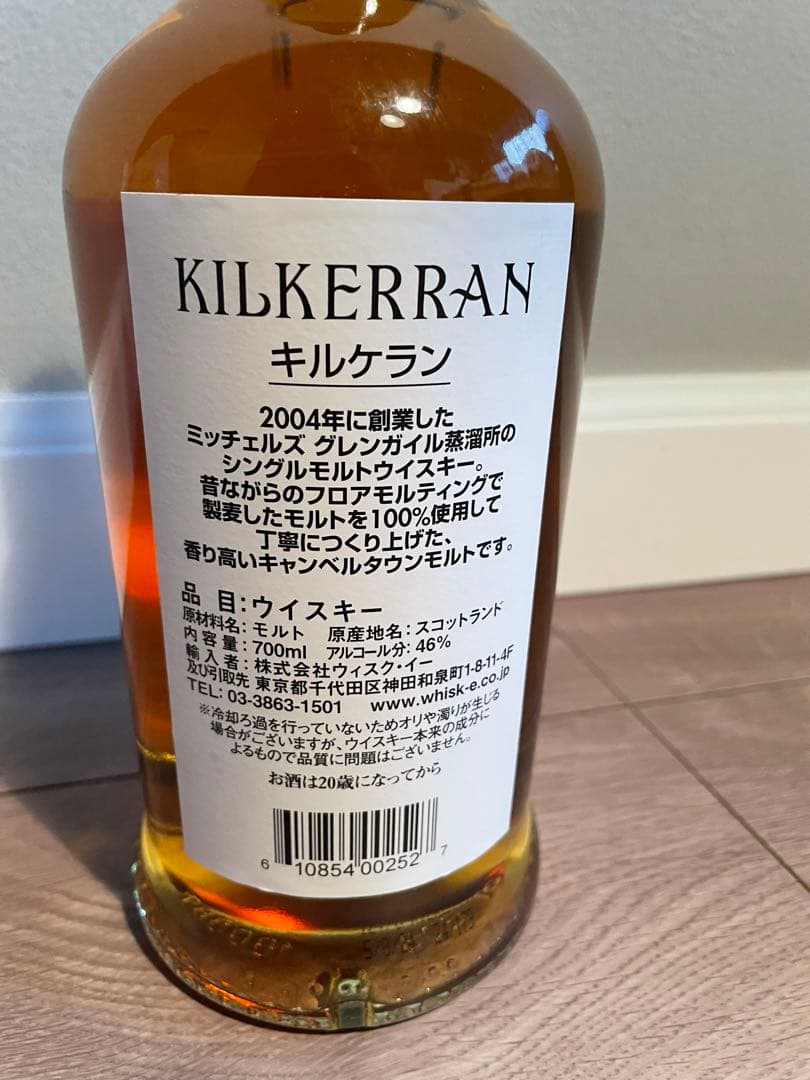 KILKERRAN
キルケラン
2004年に創業した
ミッチェルズ グレンガイル蒸溜所の
シングルモルトウイスキー。
昔ながらのフロアモルティングで
製麦したモルトを100%使用して
丁寧につくり上げた、
香り高いキャンベルタウンモルトです。
品 目:ウイスキー
原材料名:モルト 原産地名:スコットランド
内容量:700ml アルコール分:46%
輸入者:株式会社ウィスク・イー
及び引取先 東京都千代田区神田和泉町1-8-11-4F
TEL: 03-3863-1501 www.whisk-e.co.jp
※冷却ろ過を行っていないためオリや濁りが生じる
場合がございますが、ウイスキー本来の成分に
よるもので品質に問題はございません。
お酒は20歳になってから
6 10854 00252 7